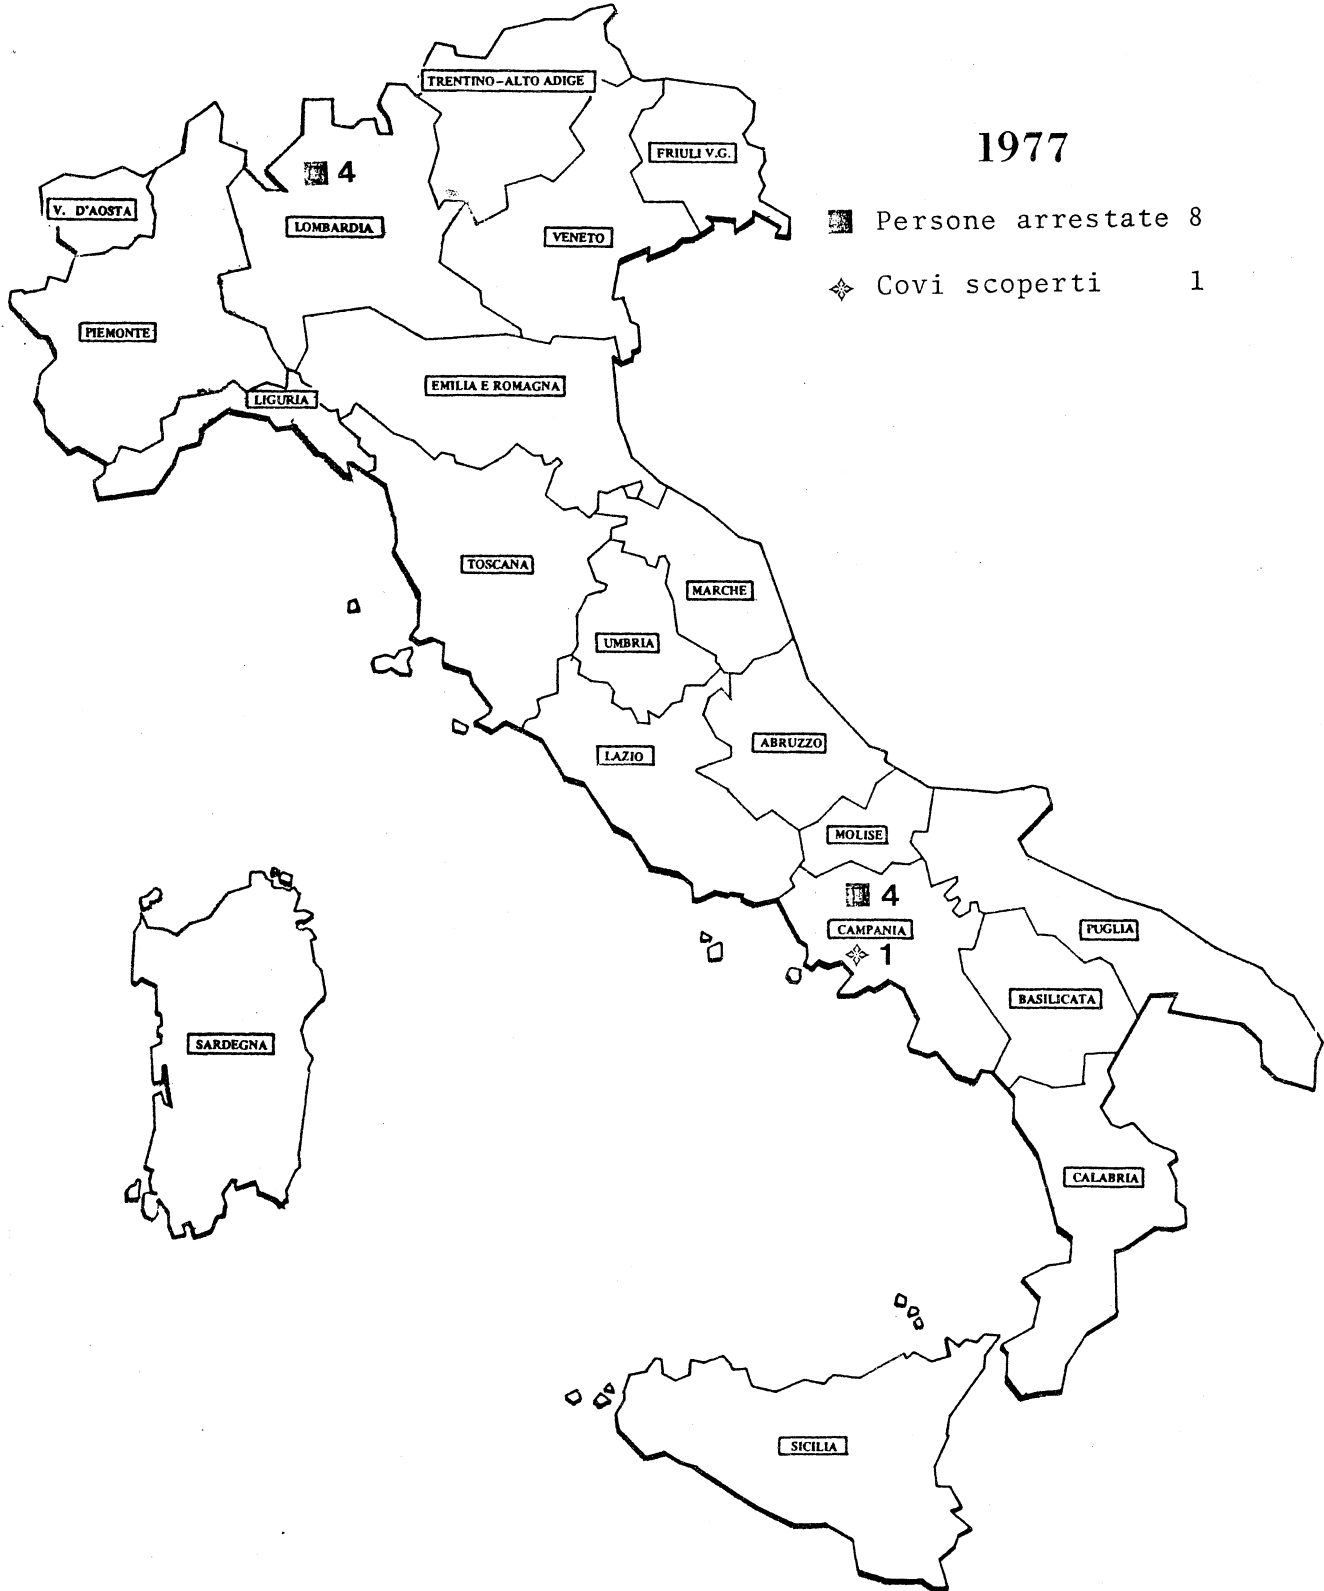 TRENTINO-ALTO ADIGE
1977
FRIULI V.G.
4
V. D'AOSTA
LOMBARDIA
VENETO
Persone arrestate 8
Covi scoperti 1
PIEMONTE
EMILIA E ROMAGNA
LIGURIA
TOSCANA
MARCHE
UMBRIA
LAZIO
ABRUZZO
MOLISE
4
CAMPANIA
1
PUGLIA
BASILICATA
SARDEGNA
CALABRIA
SICILIA